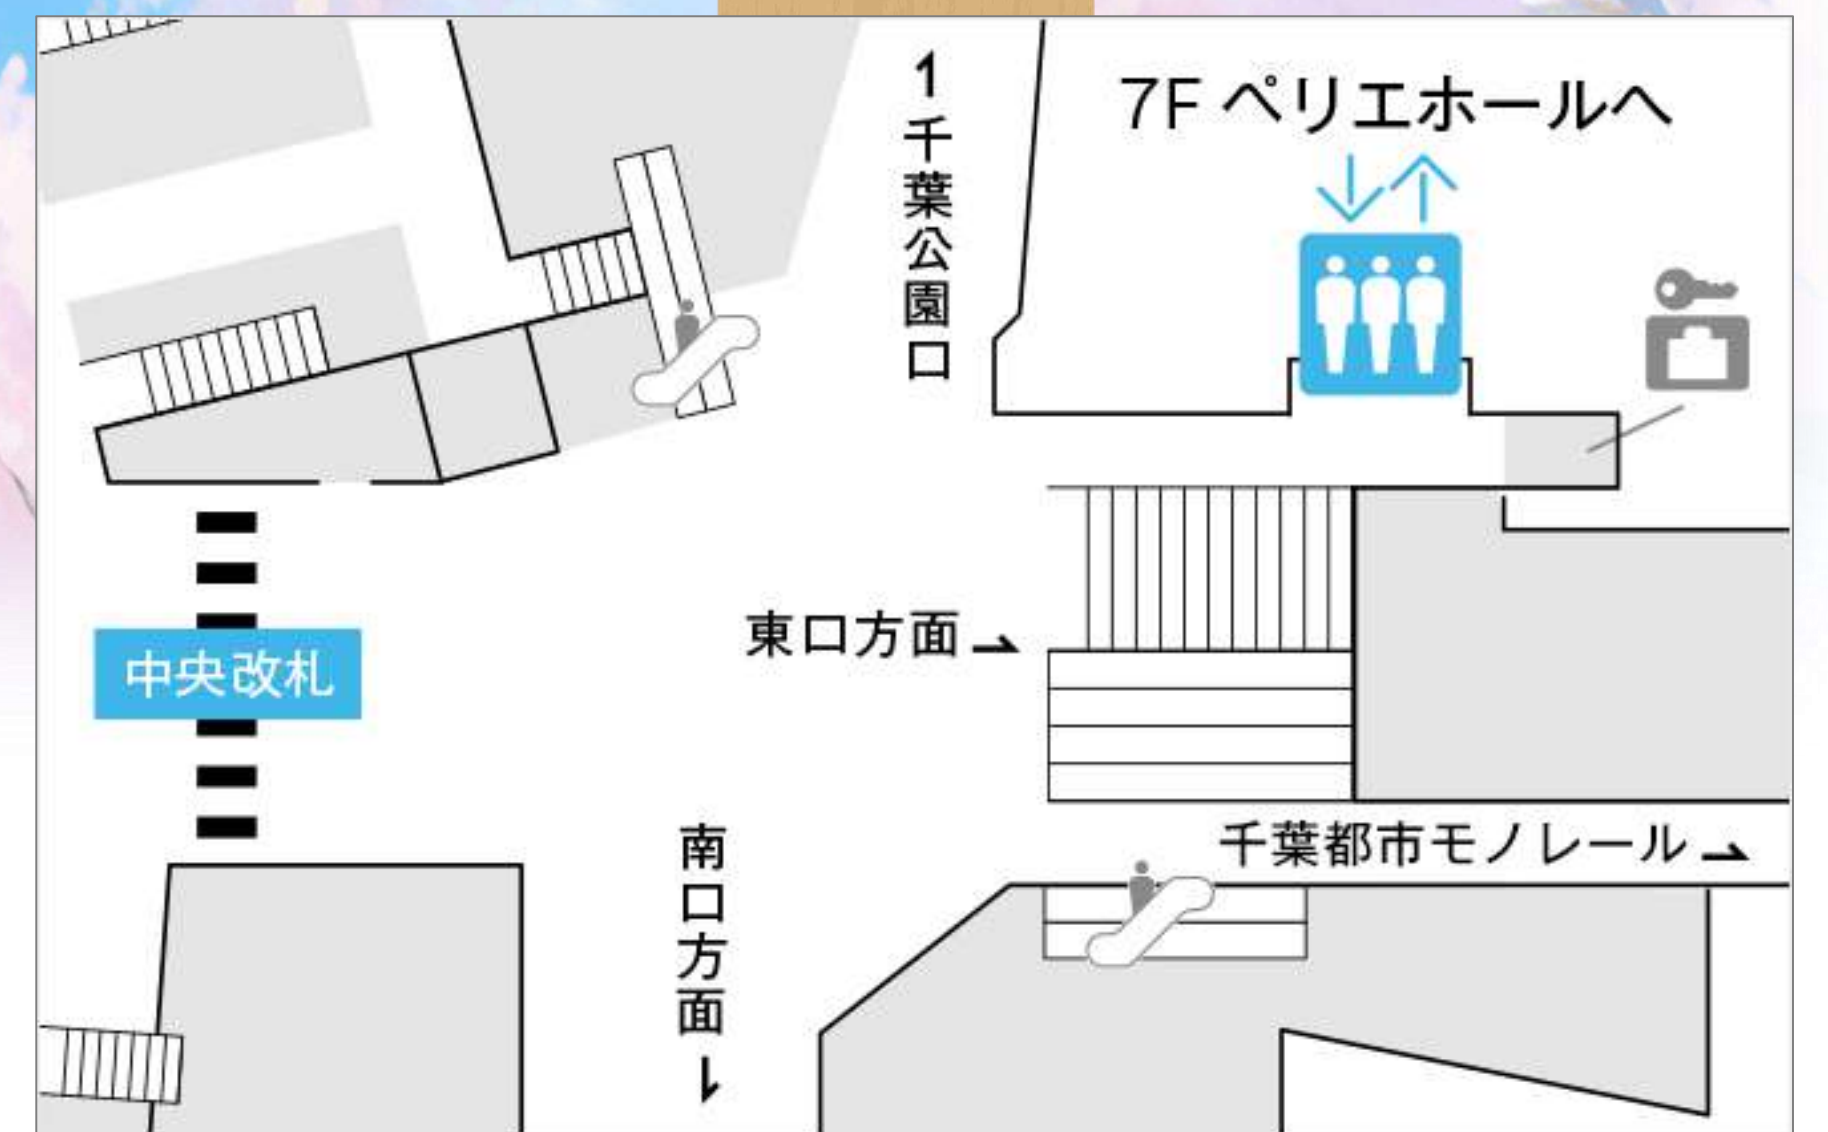 7F ペリエホールへ
千葉公園口
東口方面
中央改札
千葉都市モノレール
南口方面